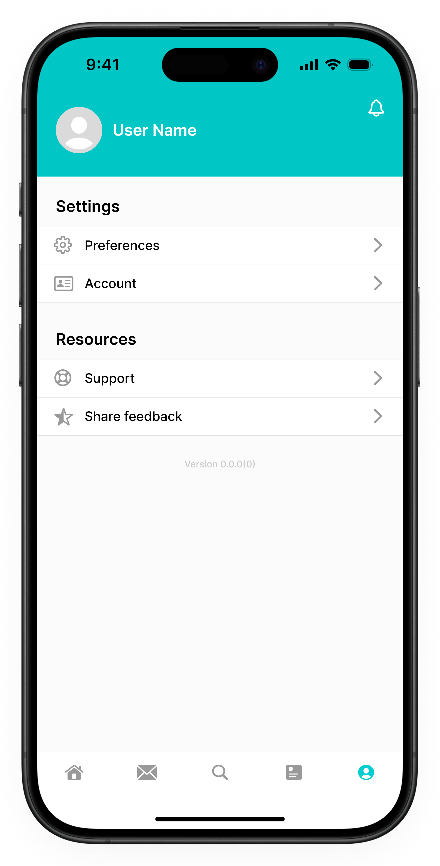 9:41
User Name
Settings
Preferences
Account
Resources
Support
Share feedback
Version 0.0.0(0)